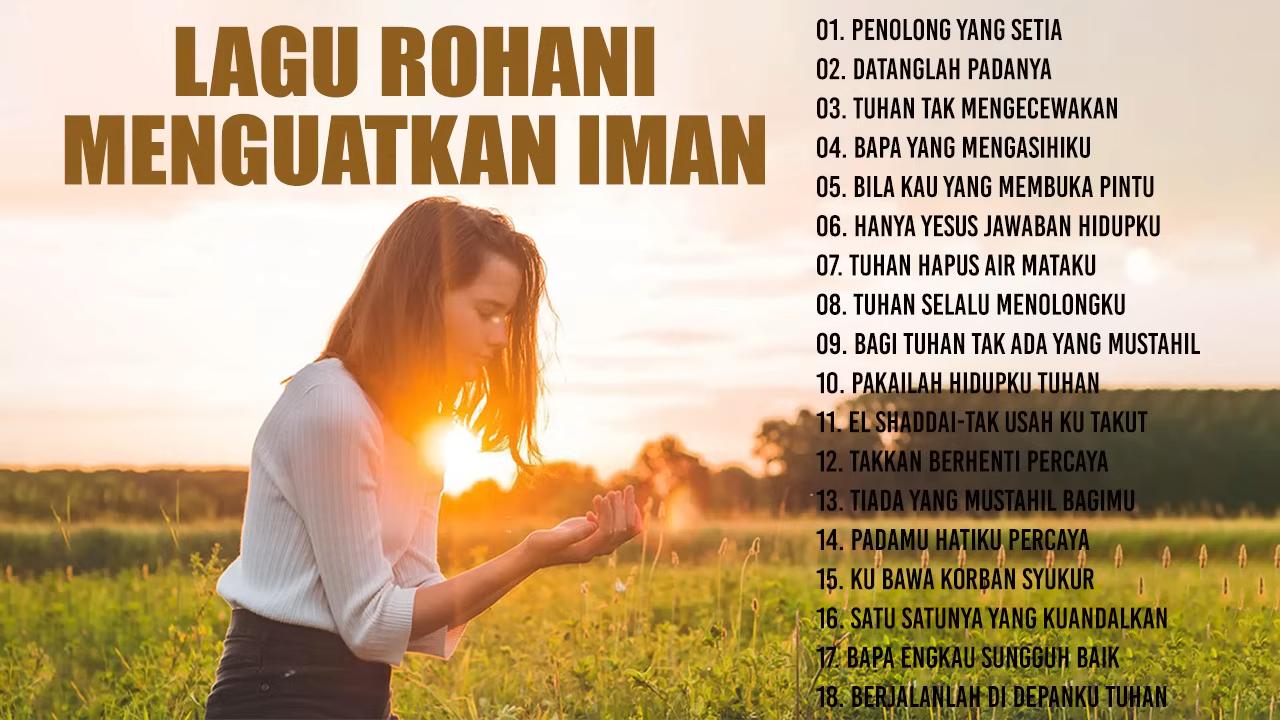 LAGU ROHANI
MENGUATKAN IMAN
01. PENOLONG YANG SETIA
02. DATANGLAH PADANYA
03. TUHAN TAK MENGECEWAKAN
04. BAPA YANG MENGASIHIKU
05. BILA KAU YANG MEMBUKA PINTU
06. HANYA YESUS JAWABAN HIDUPKU
07. TUHAN HAPUS AIR MATAKU
08. TUHAN SELALU MENOLONGKU
09. BAGI TUHAN TAK ADA YANG MUSTAHIL
10. PAKAILAH HIDUPKU TUHAN
11. EL SHADDAI-TAK USAH KU TAKUT
12. TAKKAN BERHENTI PERCAYA
13. TIADA YANG MUSTAHIL BAGIMU
14. PADAMU HATIKU PERCAYA
15. KU BAWA KORBAN SYUKUR
16. SATU SATUNYA YANG KUANDALKAN
17. BAPA ENGKAU SUNGGUH BAIK
18. BERJALANLAH DI DEPANKU TUHAN